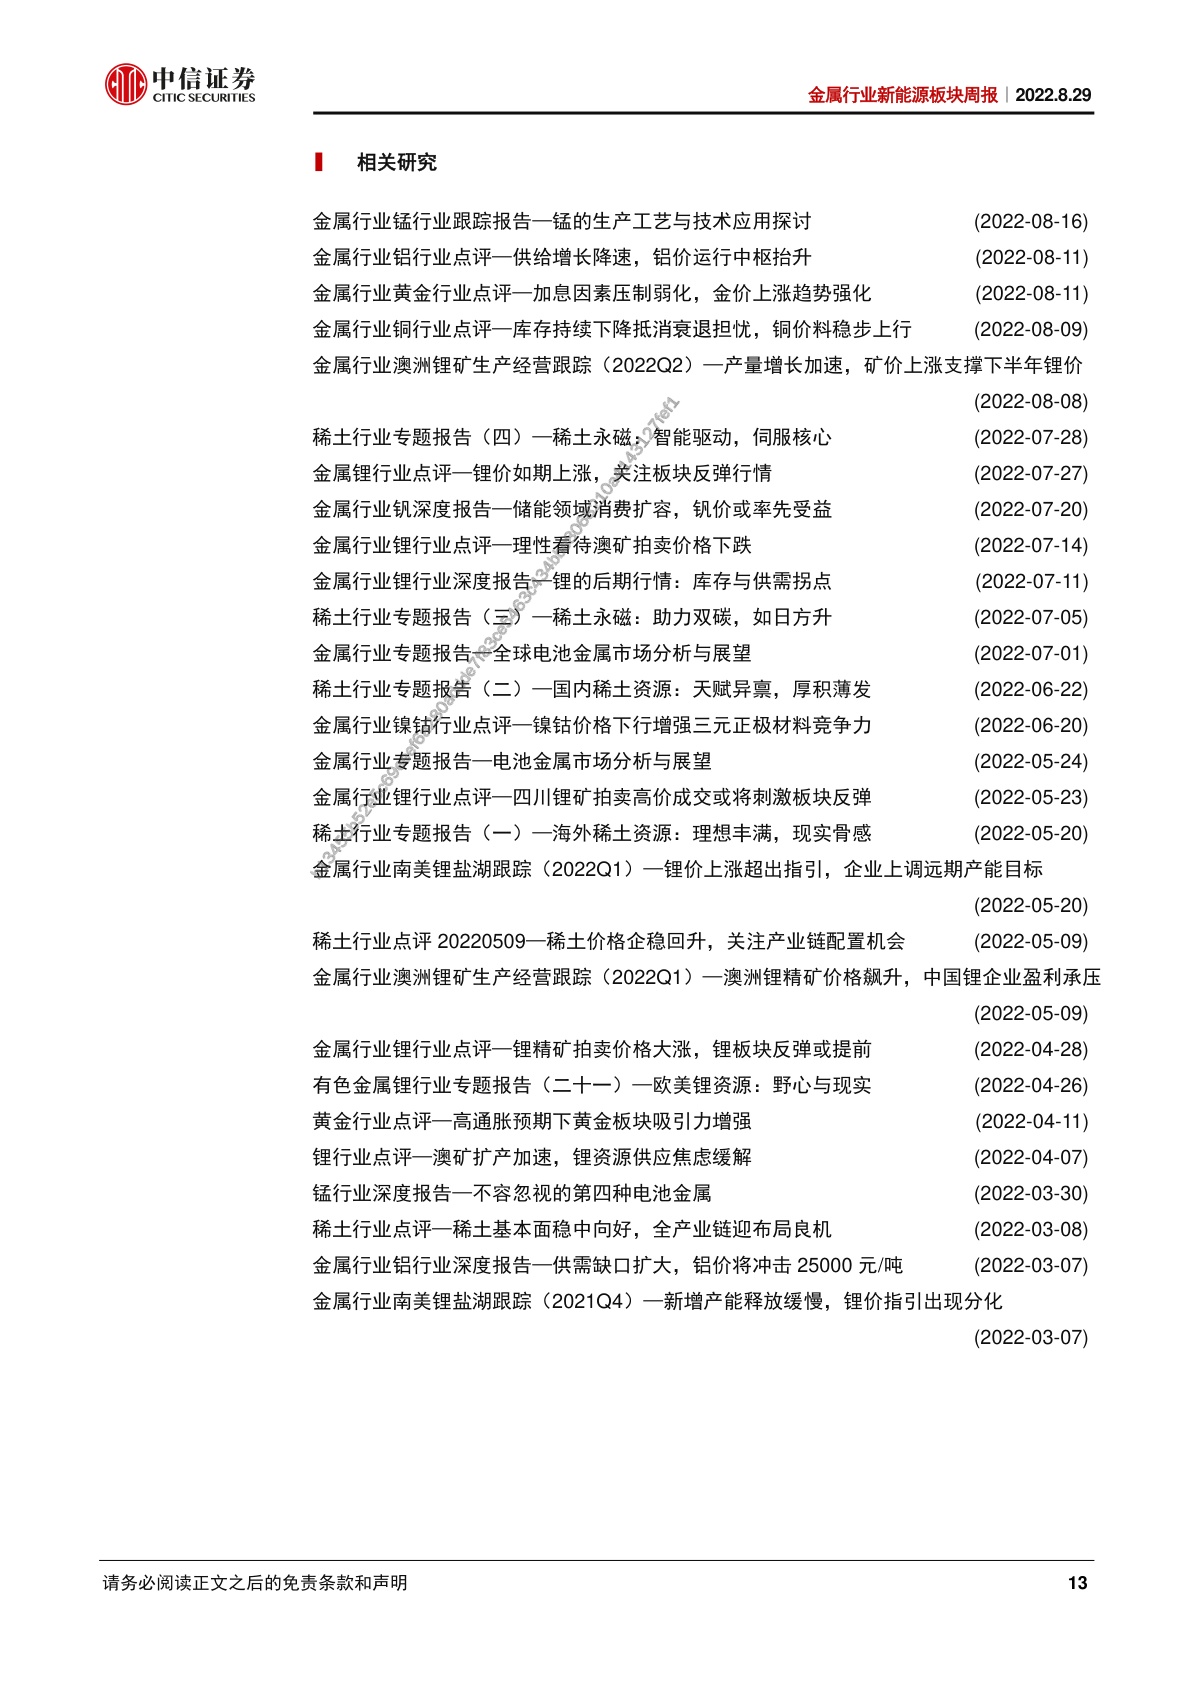 中信证券
CITIC SECURITIES
金属行业新能源板块周报｜2022.8.29
相关研究
金属行业锰行业跟踪报告—锰的生产工艺与技术应用探讨 (2022-08-16)
金属行业铝行业点评—供给增长降速，铝价运行中枢抬升 (2022-08-11)
金属行业黄金行业点评—加息因素压制弱化，金价上涨趋势强化 (2022-08-11)
金属行业铜行业点评—库存持续下降抵消衰退担忧，铜价料稳步上行 (2022-08-09)
金属行业澳洲锂矿生产经营跟踪（2022Q2）—产量增长加速，矿价上涨支撑下半年锂价
(2022-08-08)
稀土行业专题报告（四）—稀土永磁：智能驱动，伺服核心 (2022-07-28)
金属锂行业点评—锂价如期上涨，关注板块反弹行情 (2022-07-27)
金属行业钒深度报告—储能领域消费扩容，钒价或率先受益 (2022-07-20)
金属行业锂行业点评—理性看待澳矿拍卖价格下跌 (2022-07-14)
金属行业锂行业深度报告—锂的后期行情：库存与供需拐点 (2022-07-11)
稀土行业专题报告（三）—稀土永磁：助力双碳，如日方升 (2022-07-05)
金属行业专题报告—全球电池金属市场分析与展望 (2022-07-01)
稀土行业专题报告（二）—国内稀土资源：天赋异禀，厚积薄发 (2022-06-22)
金属行业镍钴行业点评—镍钴价格下行增强三元正极材料竞争力 (2022-06-20)
金属行业专题报告—电池金属市场分析与展望 (2022-05-24)
金属行业锂行业点评—四川锂矿拍卖高价成交或将刺激板块反弹 (2022-05-23)
稀土行业专题报告（一）—海外稀土资源：理想丰满，现实骨感 (2022-05-20)
金属行业南美锂盐湖跟踪（2022Q1）—锂价上涨超出指引，企业上调远期产能目标
(2022-05-20)
稀土行业点评 20220509—稀土价格企稳回升，关注产业链配置机会 (2022-05-09)
金属行业澳洲锂矿生产经营跟踪（2022Q1）—澳洲锂精矿价格飙升，中国锂企业盈利承压
(2022-05-09)
金属行业锂行业点评—锂精矿拍卖价格大涨，锂板块反弹或提前 (2022-04-28)
有色金属锂行业专题报告（二十一）—欧美锂资源：野心与现实 (2022-04-26)
黄金行业点评—高通胀预期下黄金板块吸引力增强 (2022-04-11)
锂行业点评—澳矿扩产加速，锂资源供应焦虑缓解 (2022-04-07)
锰行业深度报告—不容忽视的第四种电池金属 (2022-03-30)
稀土行业点评—稀土基本面稳中向好，全产业链迎布局良机 (2022-03-08)
金属行业铝行业深度报告—供需缺口扩大，铝价将冲击 25000 元/吨 (2022-03-07)
金属行业南美锂盐湖跟踪（2021Q4）—新增产能释放缓慢，锂价指引出现分化
(2022-03-07)
请务必阅读正文之后的免责条款和声明 13